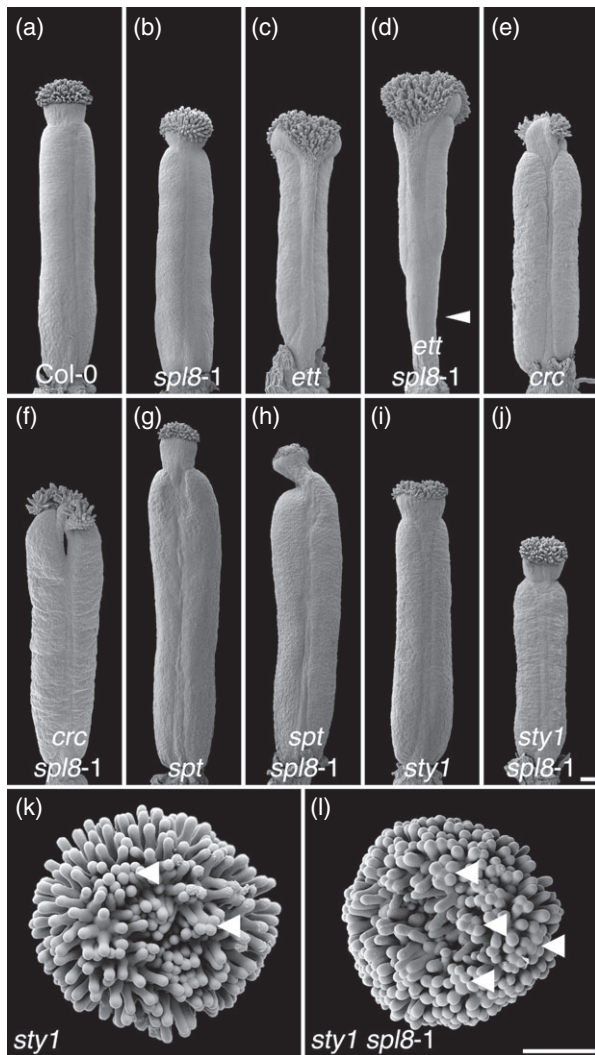 (a)
(b)
(c)
(d)
(e)
Col-0
spl8-1
ett
ett
spl8-1
crc
(f)
(g)
(h)
(i)
(j)
crc
spl8-1
spt
spt
spl8-1
sty1
sty1
spl8-1
(k)
(l)
sty1
sty1 spl8-1